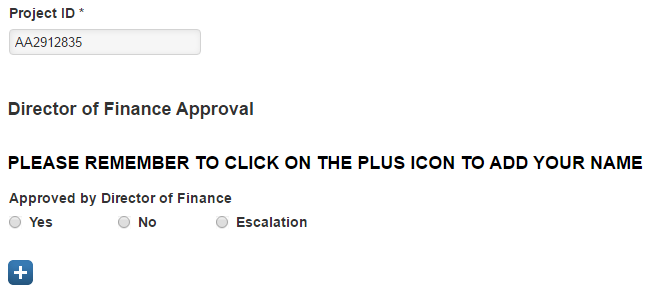 Project ID *
AA2912835
Director of Finance Approval
PLEASE REMEMBER TO CLICK ON THE PLUS ICON TO ADD YOUR NAME
Approved by Director of Finance
Yes No Escalation